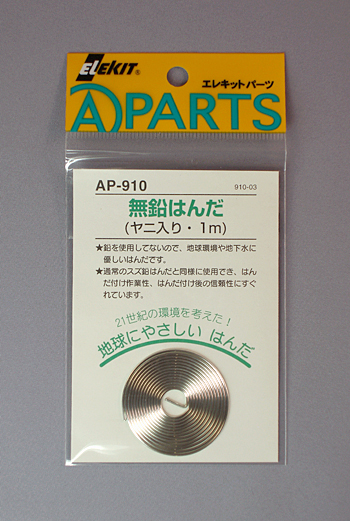 ELEKIT®
エレキットパーツ
APARTS
AP-910
910-03
無鉛はんだ
(ヤニ入り・1m)
★鉛を使用してないので、地球環境や地下水に
優しいはんだです。
★通常のスズ鉛はんだと同様に使用でき、はん
だ付け作業性、はんだ付け後の信頼性にすぐ
れています。
21世紀の環境を考えた!
地球にやさしい はんだ